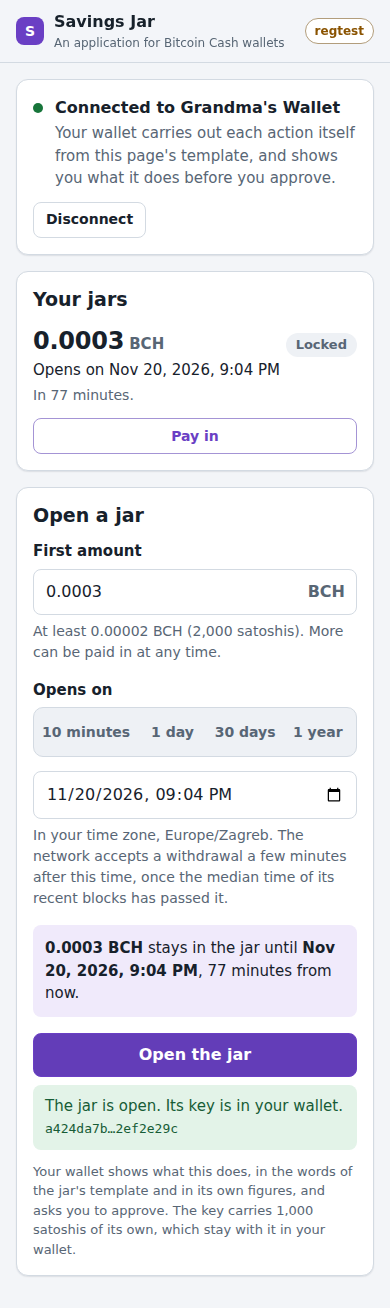 S
Savings Jar
An application for Bitcoin Cash wallets
regtest
Connected to Grandma's Wallet
Your wallet carries out each action itself
from this page's template, and shows
you what it does before you approve.
Disconnect
Your jars
0.0003 BCH
Locked
Opens on Nov 20, 2026, 9:04 PM
In 77 minutes.
Pay in
Open a jar
First amount
0.0003 BCH
At least 0.00002 BCH (2,000 satoshis). More
can be paid in at any time.
Opens on
10 minutes 1 day 30 days 1 year
11/20/2026, 09:04 PM
In your time zone, Europe/Zagreb. The
network accepts a withdrawal a few minutes
after this time, once the median time of its
recent blocks has passed it.
0.0003 BCH stays in the jar until Nov
20, 2026, 9:04 PM, 77 minutes from
now.
Open the jar
The jar is open. Its key is in your wallet.
a424da7b…2ef2e29c
Your wallet shows what this does, in the words of
the jar's template and in its own figures, and
asks you to approve. The key carries 1,000
satoshis of its own, which stay with it in your
wallet.